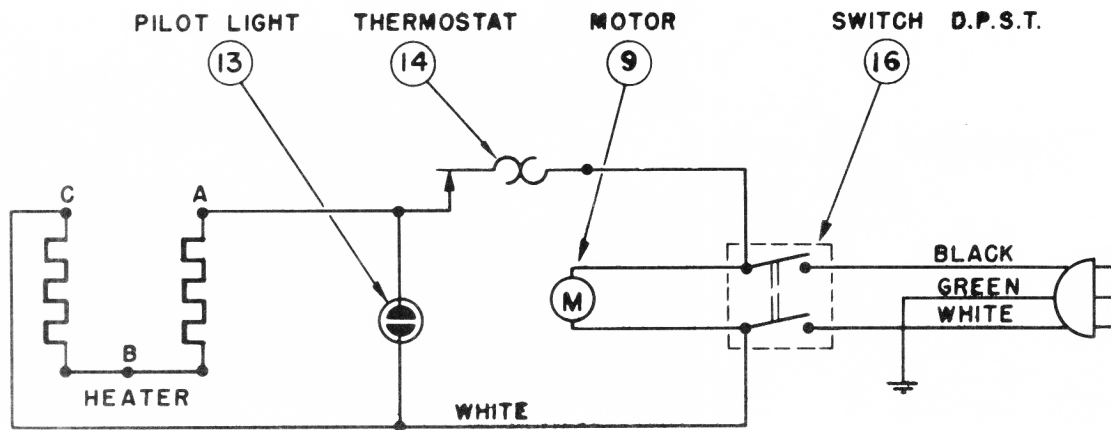 PILOT LIGHT
THERMOSTAT
MOTOR
SWITCH D.P.S.T.
13
14
9
16
C
A
BLACK
GREEN
WHITE
M
B
HEATER
WHITE